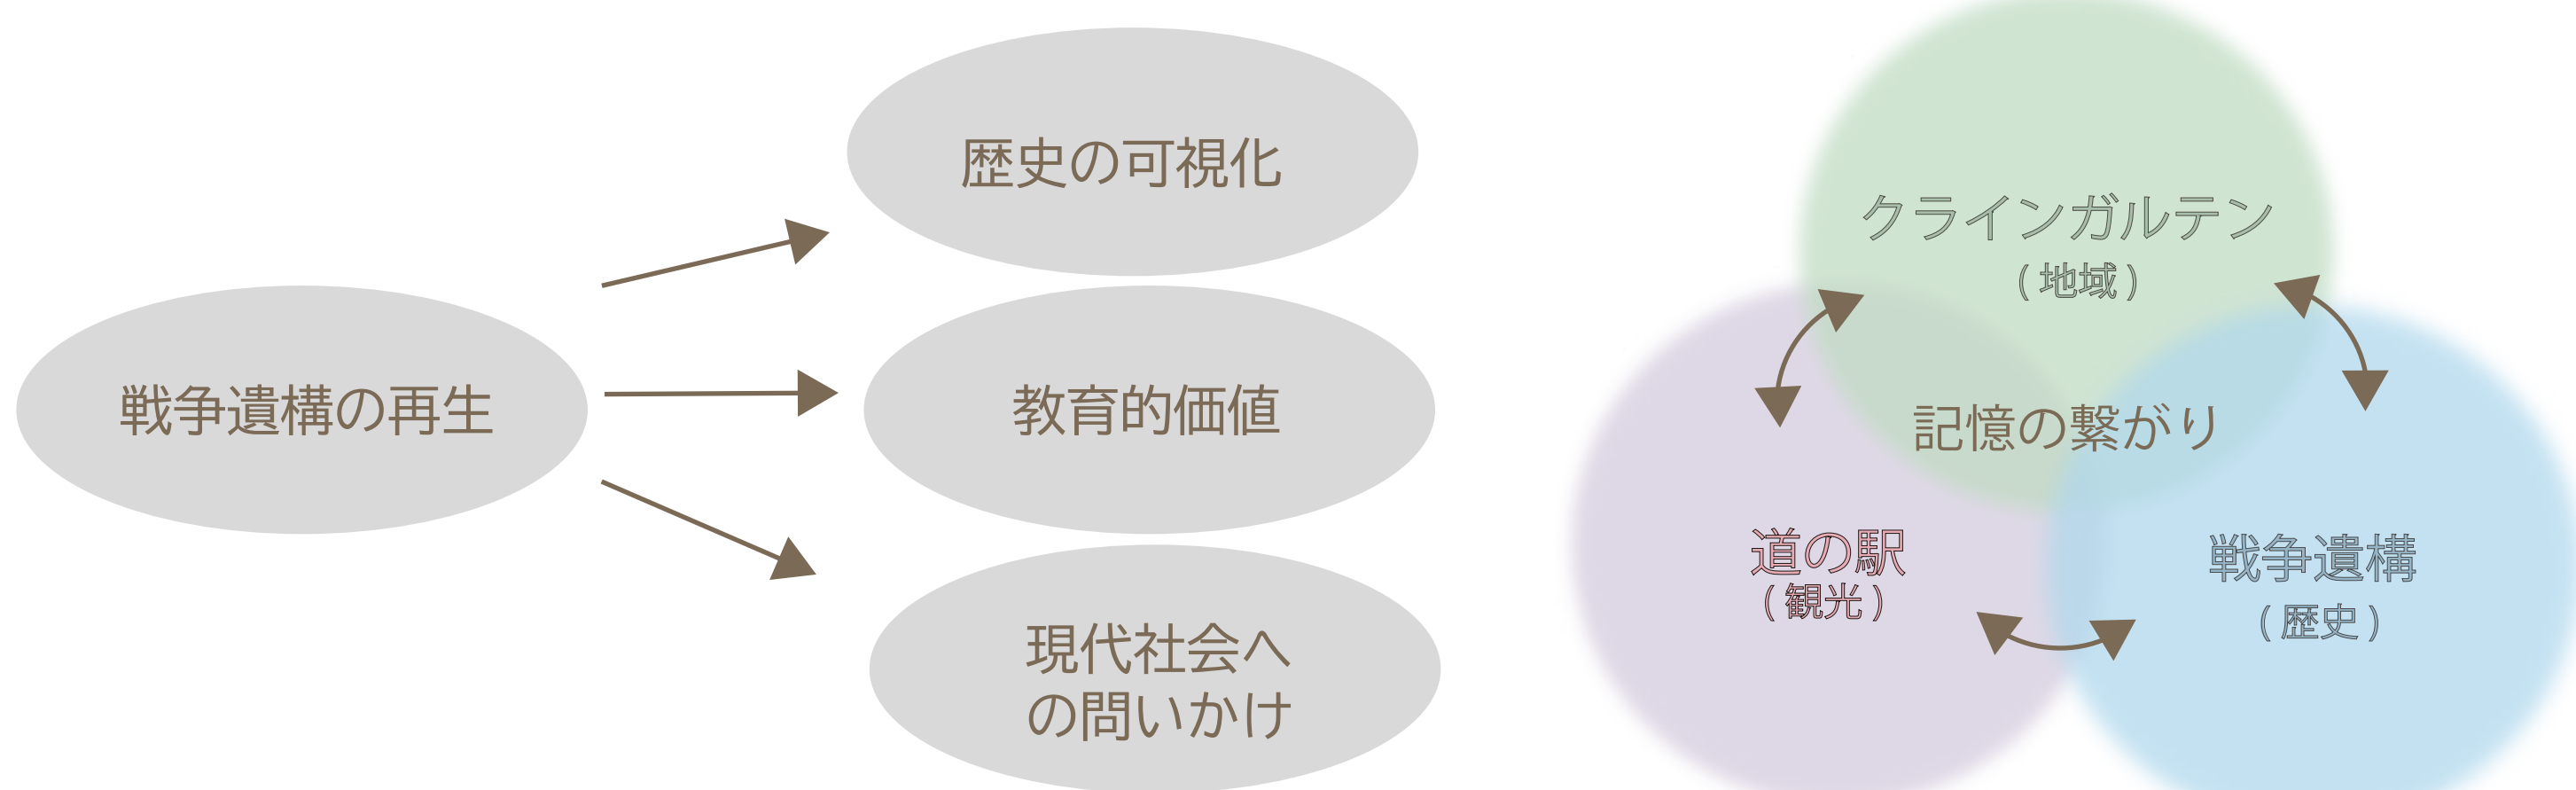 戦争遺構の再生
歴史の可視化
教育的価値
現代社会へ
の問いかけ
クラインガルテン
(地域)
記憶の繋がり
道の駅
(観光)
戦争遺構
(歴史)